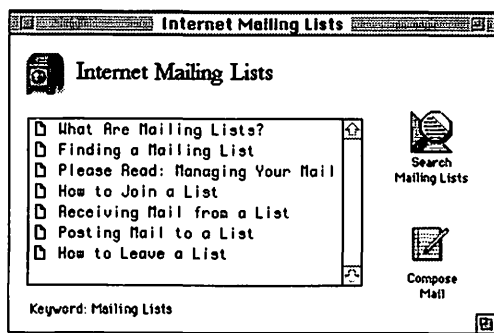 Internet Mailing Lists
Internet Mailing Lists
What Are Mailing Lists?
Finding a Mailing List
Please Read: Managing Your Mail
How to Join a List
Receiving Mail from a List
Posting Mail to a List
How to Leave a List
Search
Mailing Lists
Compose
Mail
Keyword: Mailing Lists